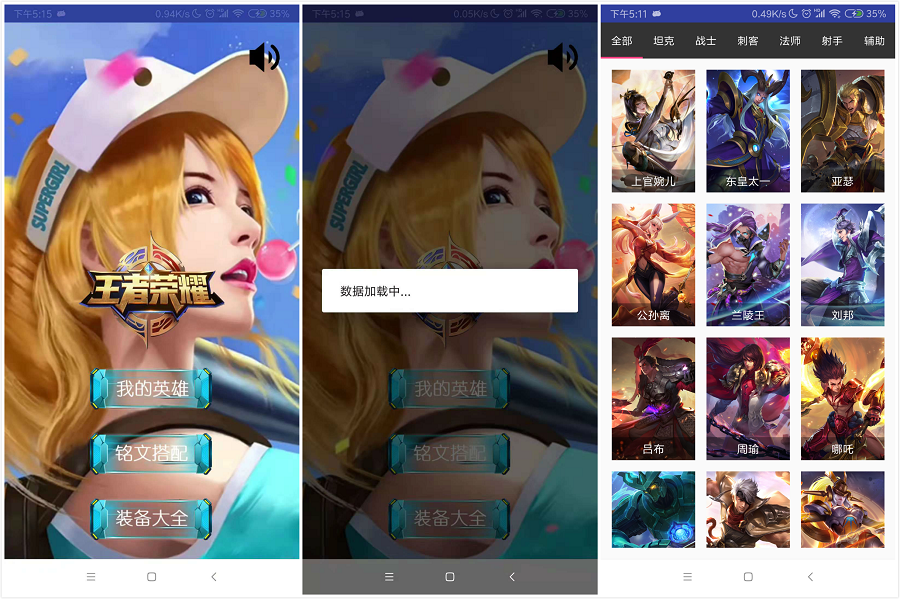 下午5:15
0.94K/s
35%
SUPERGIRL
王者荣耀
我的英雄
铭文搭配
装备大全
下午5:15
0.05K/s
35%
SUPERGIRL
数据加载中...
我的英雄
铭文搭配
装备大全
下午5:11
0.49K/s
35%
全部 坦克 战士 刺客 法师 射手 辅助
上官婉儿 东皇太一 亚瑟
公孙离 兰陵王 刘邦
吕布 周瑜 哪吒